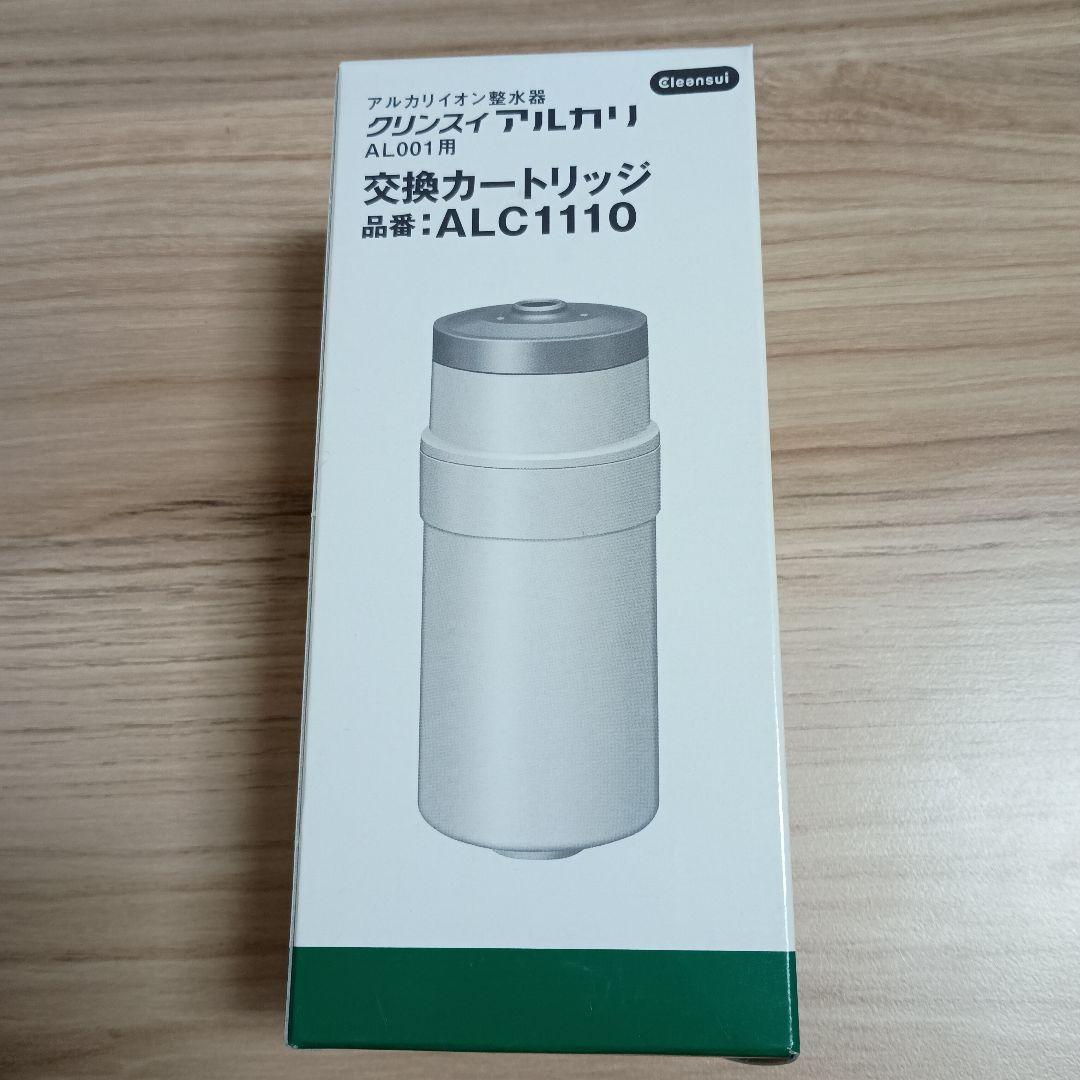 Cleansui
アルカリイオン整水器
クリンスイ アルカリ
AL001用
交換カートリッジ
品番:ALC1110